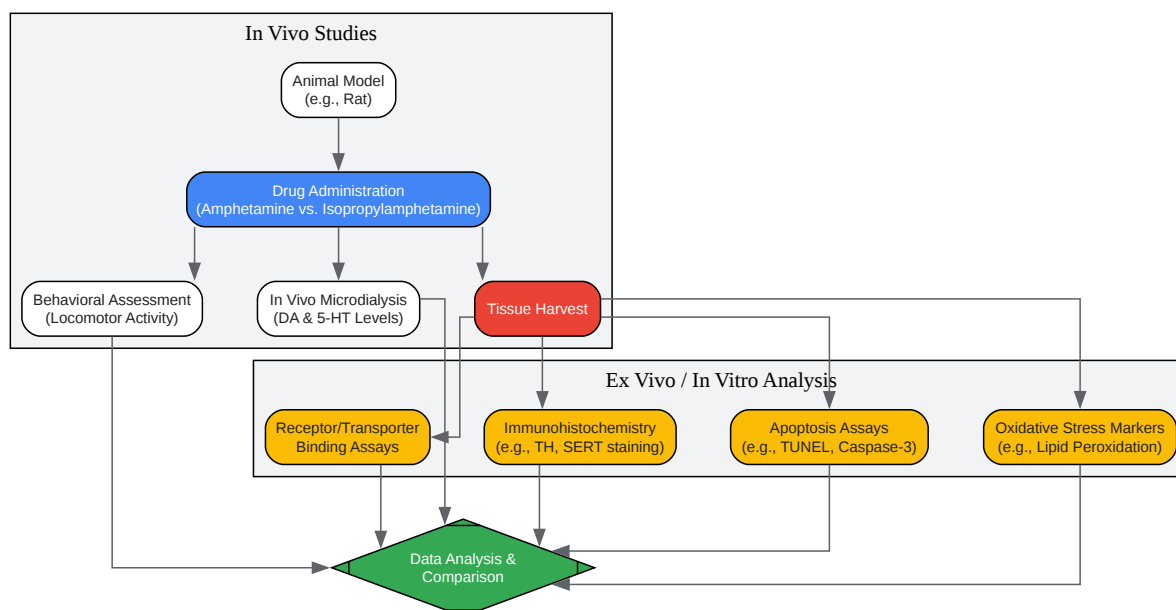 In Vivo Studies
Animal Model
(e.g., Rat)
Drug Administration
(Amphetamine vs. Isopropylamphetamine)
Behavioral Assessment
(Locomotor Activity)
In Vivo Microdialysis
(DA & 5-HT Levels)
Tissue Harvest
Ex Vivo / In Vitro Analysis
Receptor/Transporter
Binding Assays
Immunohistochemistry
(e.g., TH, SERT staining)
Apoptosis Assays
(e.g., TUNEL, Caspase-3)
Oxidative Stress Markers
(e.g., Lipid Peroxidation)
Data Analysis &
Comparison